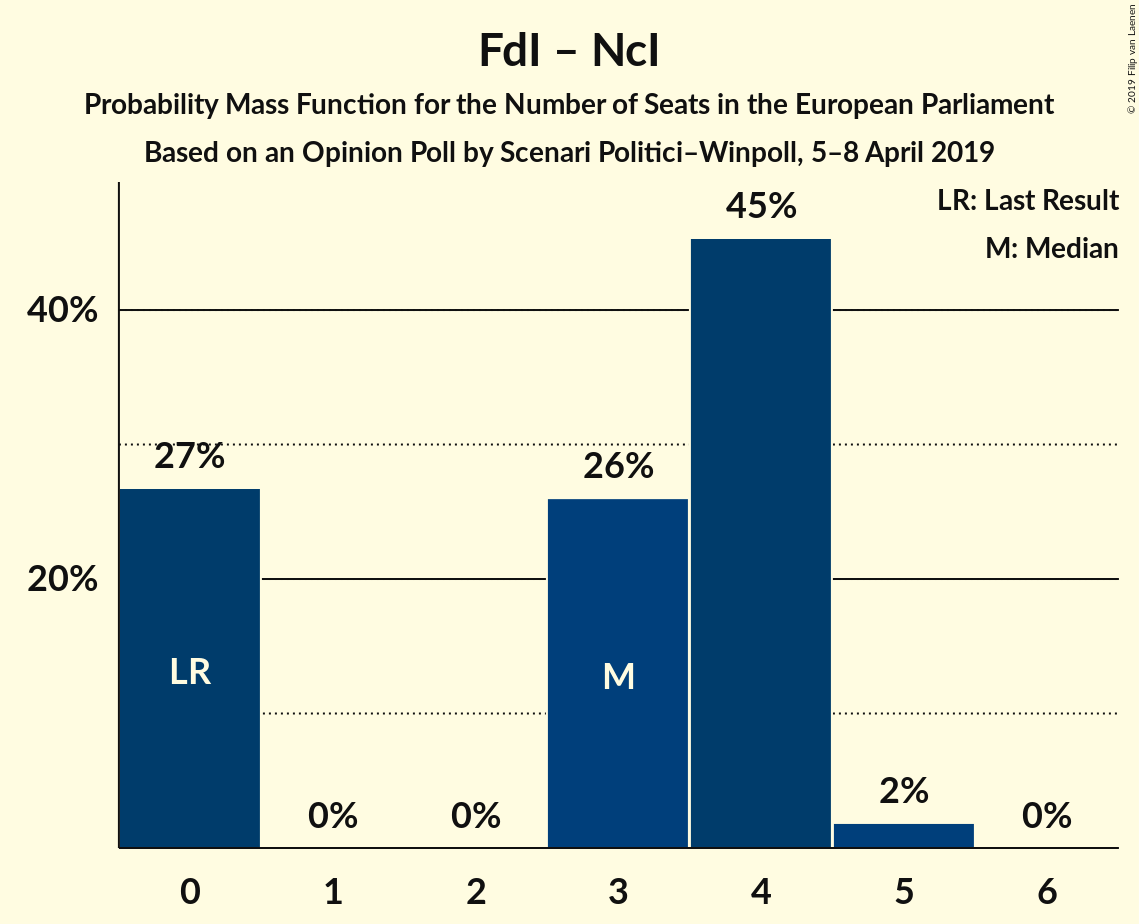 FdI – NcI
Probability Mass Function for the Number of Seats in the European Parliament
Based on an Opinion Poll by Scenari Politici–Winpoll, 5–8 April 2019
© 2019 Filip van Laenen
LR: Last Result
M: Median
45%
40%
27%
26%
20%
LR
M
0%
0%
2%
0%
0 1 2 3 4 5 6